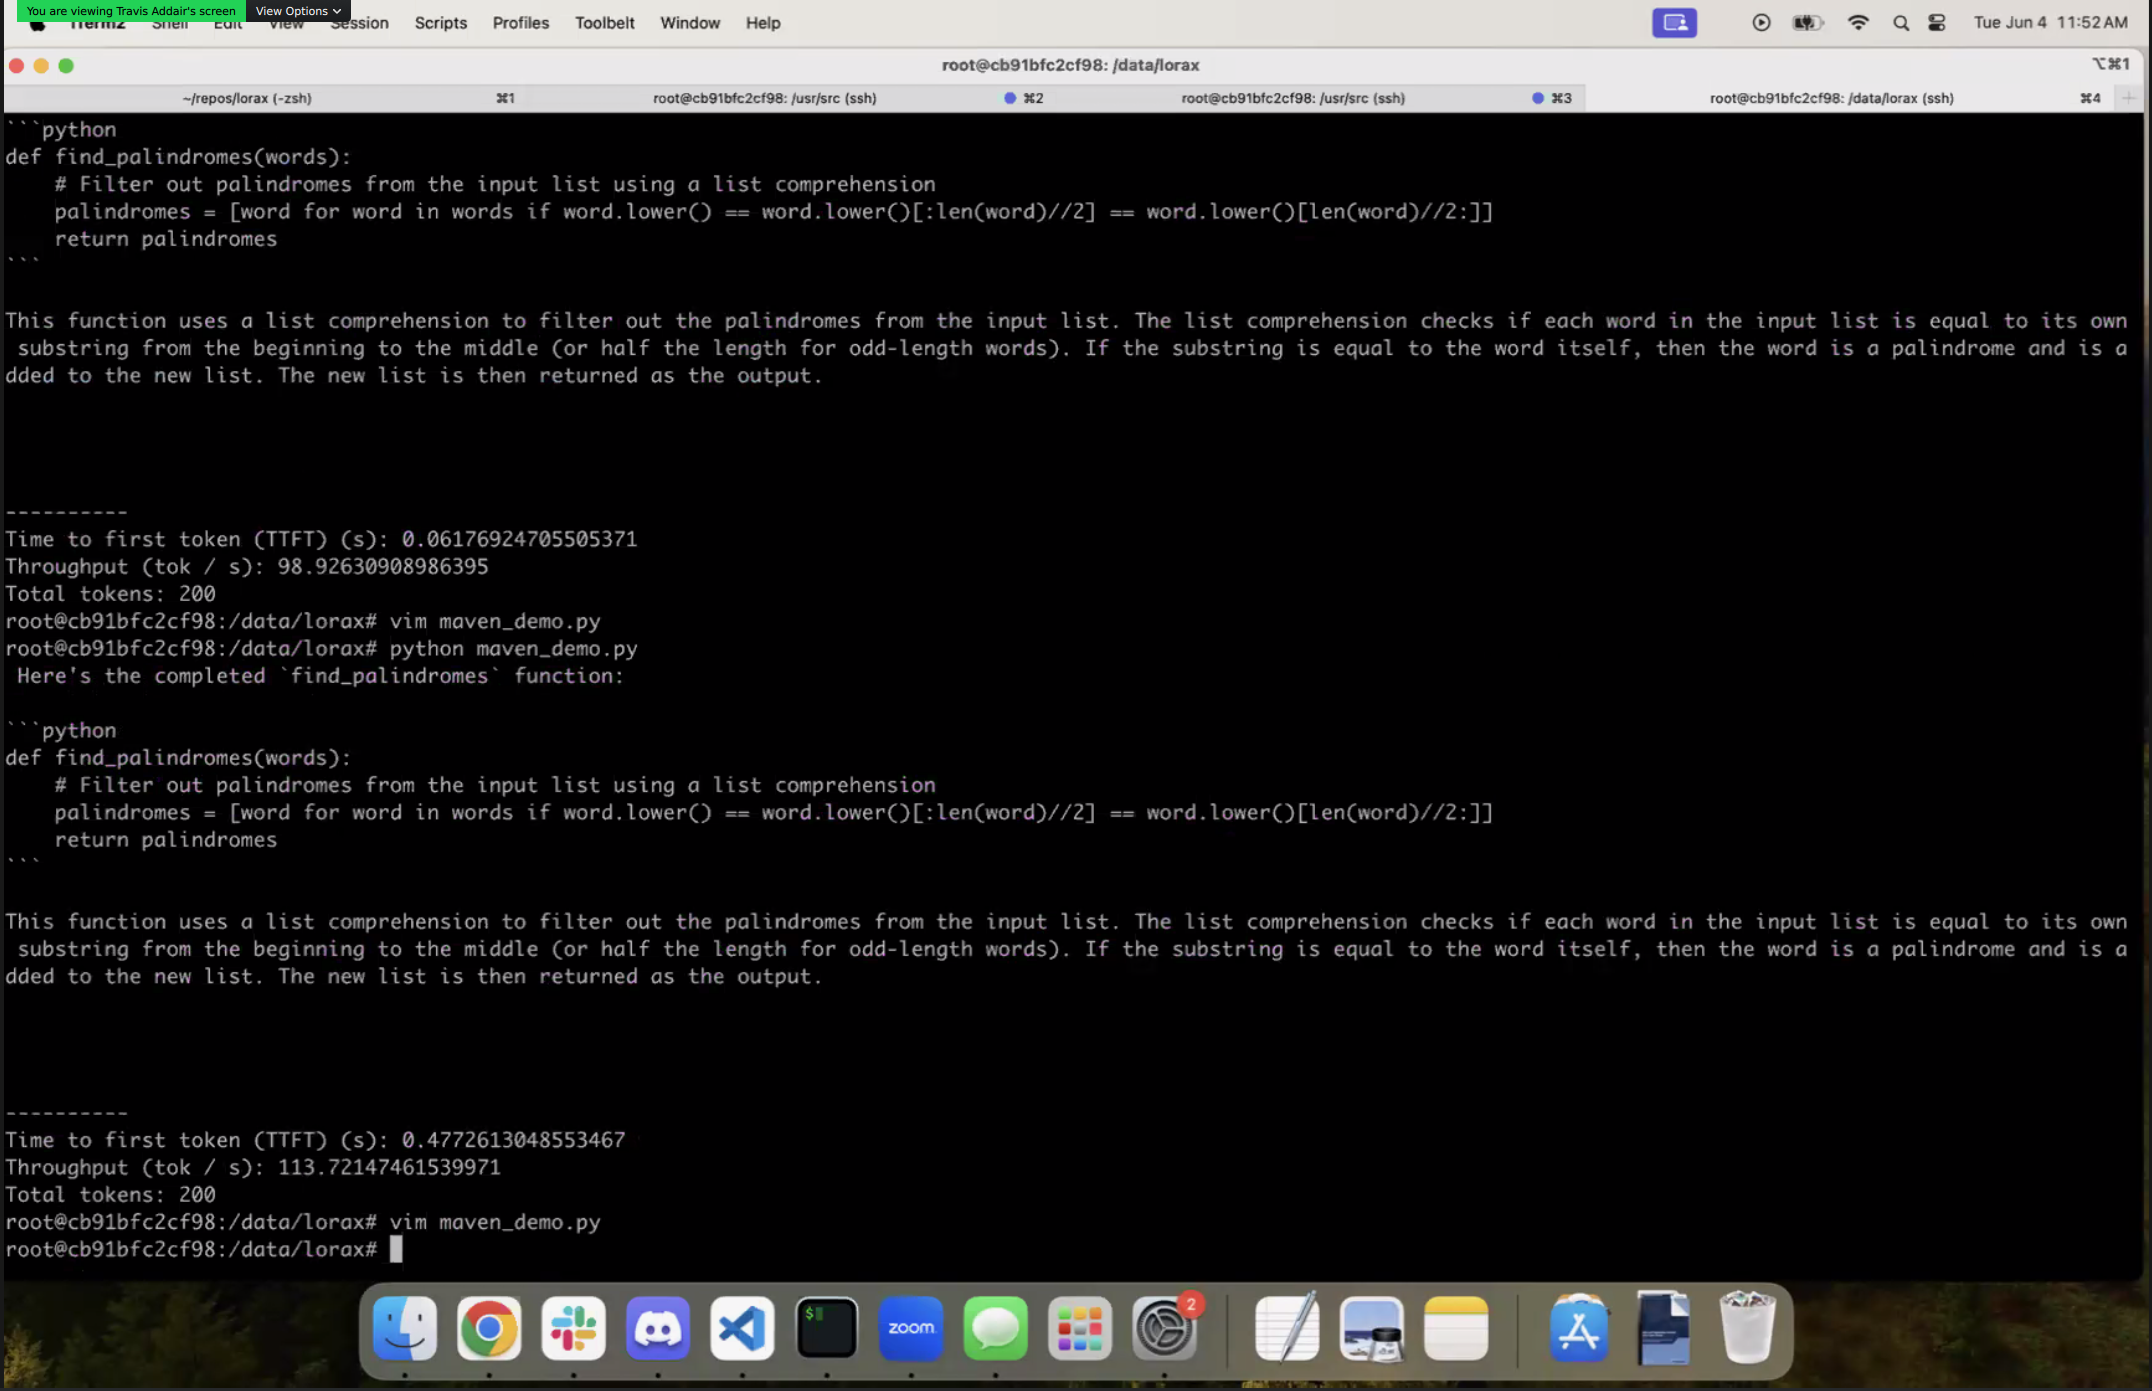 You are viewing Travis Addair's screen View Options
iTerm2 Shell Edit View Session Scripts Profiles Toolbelt Window Help Tue Jun 4 11:52 AM
root@cb91bfc2cf98: /data/lorax ⌥⌘1
~/repos/lorax (-zsh) ⌘1 root@cb91bfc2cf98: /usr/src (ssh) ⌘2 root@cb91bfc2cf98: /usr/src (ssh) ⌘3 root@cb91bfc2cf98: /data/lorax (ssh) ⌘4 +
```python
def find_palindromes(words):
    # Filter out palindromes from the input list using a list comprehension
    palindromes = [word for word in words if word.lower() == word.lower()[:len(word)//2] == word.lower()[len(word)//2:]]
    return palindromes
```
This function uses a list comprehension to filter out the palindromes from the input list. The list comprehension checks if each word in the input list is equal to its own
 substring from the beginning to the middle (or half the length for odd-length words). If the substring is equal to the word itself, then the word is a palindrome and is a
dded to the new list. The new list is then returned as the output.
----------
Time to first token (TTFT) (s): 0.06176924705505371
Throughput (tok / s): 98.92630908986395
Total tokens: 200
root@cb91bfc2cf98:/data/lorax# vim maven_demo.py
root@cb91bfc2cf98:/data/lorax# python maven_demo.py
 Here's the completed `find_palindromes` function:
```python
def find_palindromes(words):
    # Filter out palindromes from the input list using a list comprehension
    palindromes = [word for word in words if word.lower() == word.lower()[:len(word)//2] == word.lower()[len(word)//2:]]
    return palindromes
```
This function uses a list comprehension to filter out the palindromes from the input list. The list comprehension checks if each word in the input list is equal to its own
 substring from the beginning to the middle (or half the length for odd-length words). If the substring is equal to the word itself, then the word is a palindrome and is a
dded to the new list. The new list is then returned as the output.
----------
Time to first token (TTFT) (s): 0.4772613048553467
Throughput (tok / s): 113.72147461539971
Total tokens: 200
root@cb91bfc2cf98:/data/lorax# vim maven_demo.py
root@cb91bfc2cf98:/data/lorax#
$ zoom 2